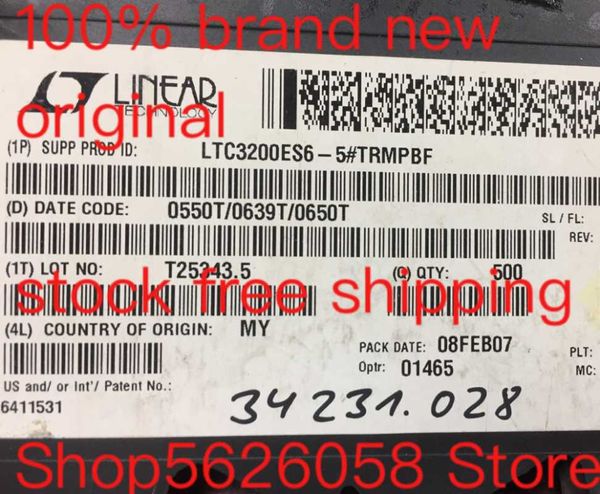 100% brand new
LINEAR
TECHNOLOGY
original
(1P) SUPP PROD ID: LTC3200ES6-5#TRMPBF
(D) DATE CODE: 0550T/0639T/0650T
SL / FL:
REV:
(1T) LOT NO: T25343.5 (Q) QTY: 500
stock free shipping
(4L) COUNTRY OF ORIGIN: MY
PACK DATE: 08FEB07 PLT:
Optr: 01465 MC:
US and/ or Int'/ Patent No.:
6411531
34231.028
Shop5626058 Store